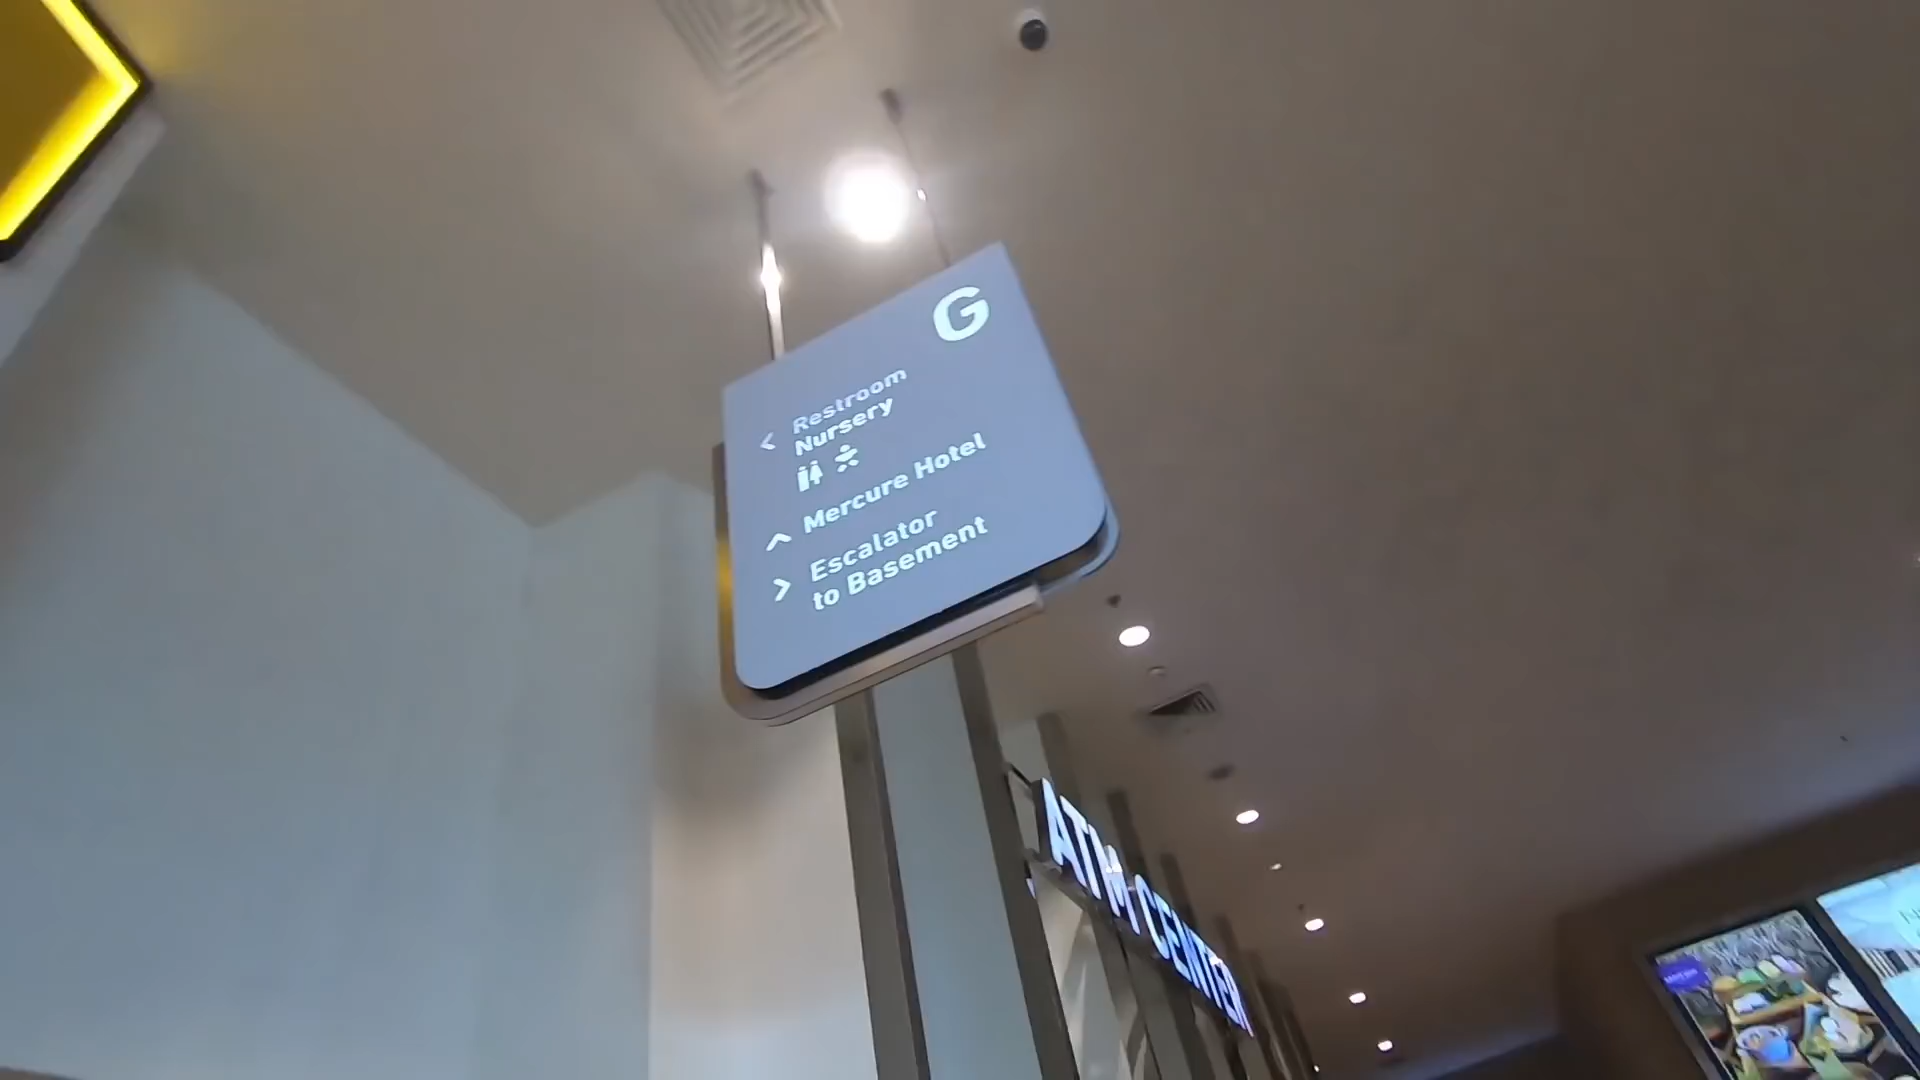 G
Restroom
Nursery
Mercure Hotel
Escalator
to Basement
ATM CENTER